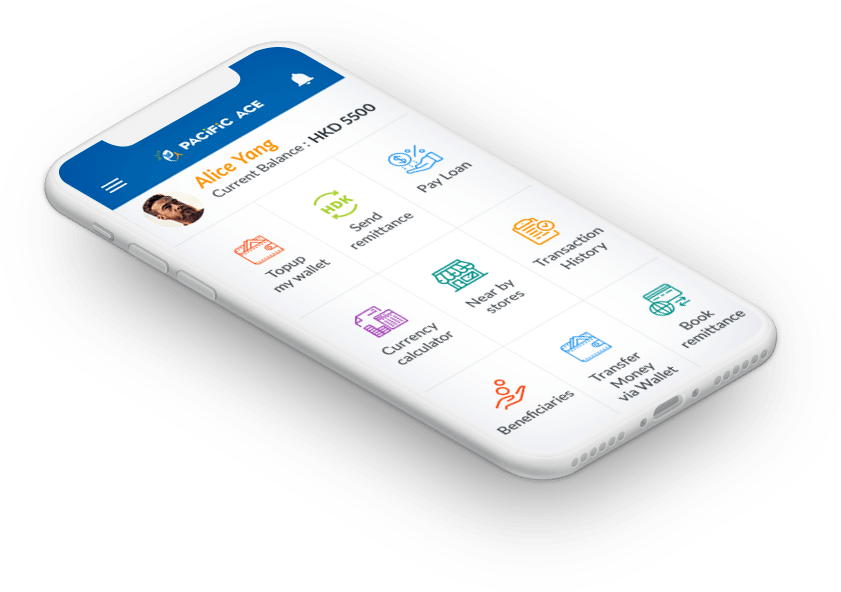 PACiFiC ACE
Alice Yang
Current Balance : HKD 5500
Topup
my wallet
HDK
Send
remittance
Pay Loan
Currency
calculator
Near by
stores
Transaction
History
Beneficiaries
Transfer
Money
via Wallet
Book
remittance